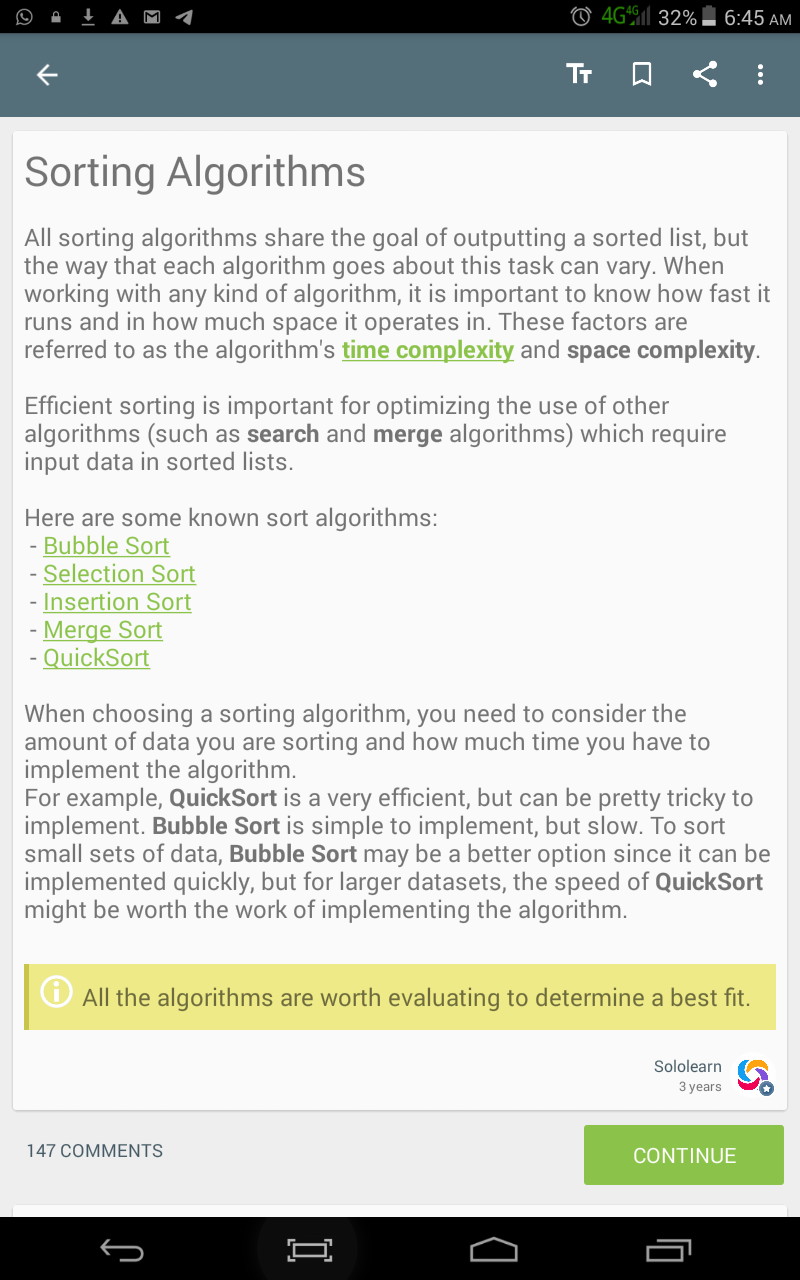 4G 4G 32% 6:45 AM
Sorting Algorithms
All sorting algorithms share the goal of outputting a sorted list, but
the way that each algorithm goes about this task can vary. When
working with any kind of algorithm, it is important to know how fast it
runs and in how much space it operates in. These factors are
referred to as the algorithm's time complexity and space complexity.
Efficient sorting is important for optimizing the use of other
algorithms (such as search and merge algorithms) which require
input data in sorted lists.
Here are some known sort algorithms:
- Bubble Sort
- Selection Sort
- Insertion Sort
- Merge Sort
- QuickSort
When choosing a sorting algorithm, you need to consider the
amount of data you are sorting and how much time you have to
implement the algorithm.
For example, QuickSort is a very efficient, but can be pretty tricky to
implement. Bubble Sort is simple to implement, but slow. To sort
small sets of data, Bubble Sort may be a better option since it can be
implemented quickly, but for larger datasets, the speed of QuickSort
might be worth the work of implementing the algorithm.
All the algorithms are worth evaluating to determine a best fit.
Sololearn
3 years
147 COMMENTS
CONTINUE